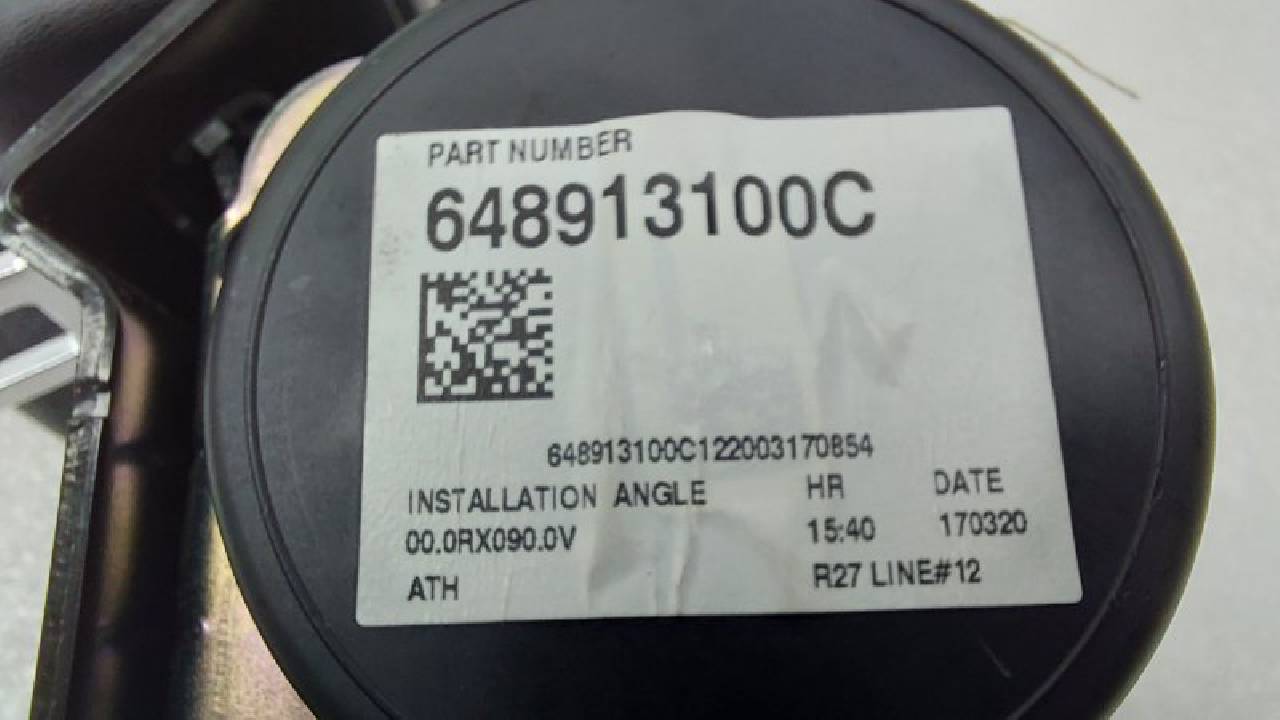 PART NUMBER
648913100C
648913100C122003170854
INSTALLATION ANGLE HR DATE
00.0RX090.0V 15:40 170320
ATH R27 LINE#12